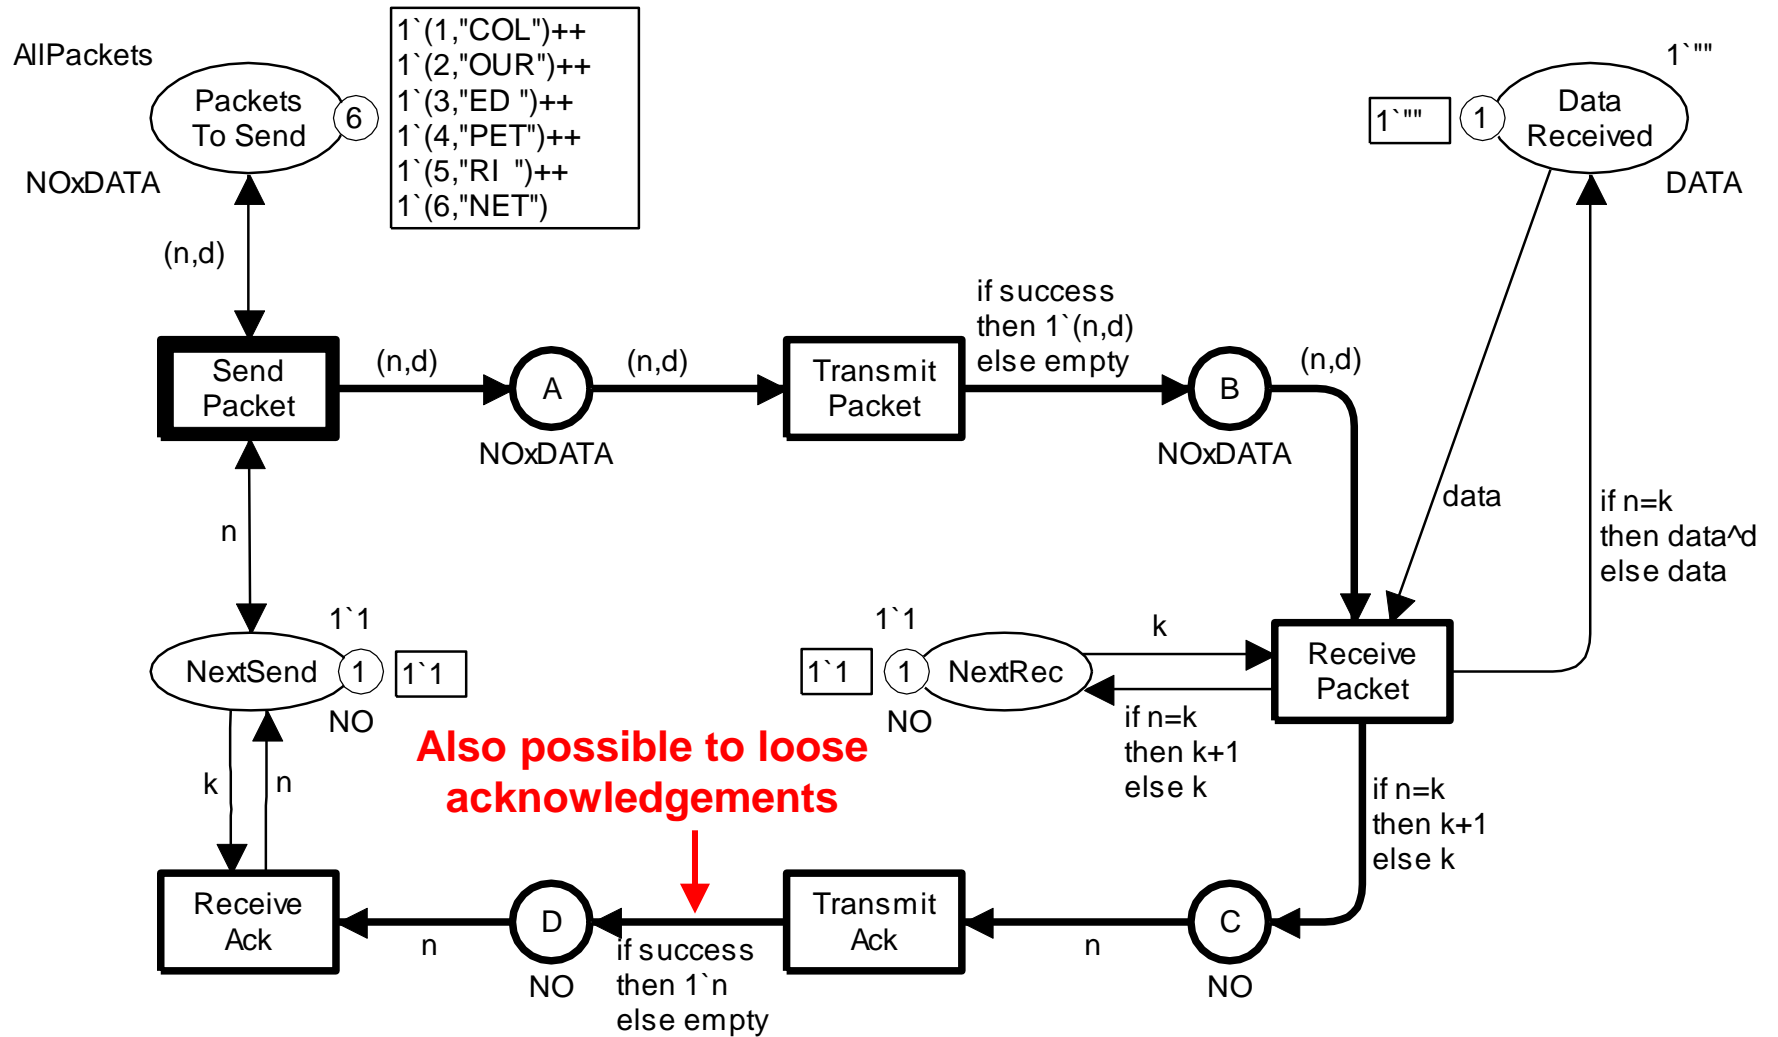 AllPackets
Packets
To Send
6
1`(1,"COL")++
1`(2,"OUR")++
1`(3,"ED ")++
1`(4,"PET")++
1`(5,"RI ")++
1`(6,"NET")
NOxDATA
1`""
1`""
1
Data
Received
DATA
(n,d)
Send
Packet
(n,d)
A
NOxDATA
(n,d)
Transmit
Packet
if success
then 1`(n,d)
else empty
B
NOxDATA
(n,d)
data
if n=k
then data^d
else data
n
1`1
NextSend
1
1`1
NO
1`1
1`1
1
NextRec
NO
k
if n=k
then k+1
else k
Receive
Packet
Also possible to loose
acknowledgements
k
n
if n=k
then k+1
else k
Receive
Ack
n
D
NO
if success
then 1`n
else empty
Transmit
Ack
n
C
NO